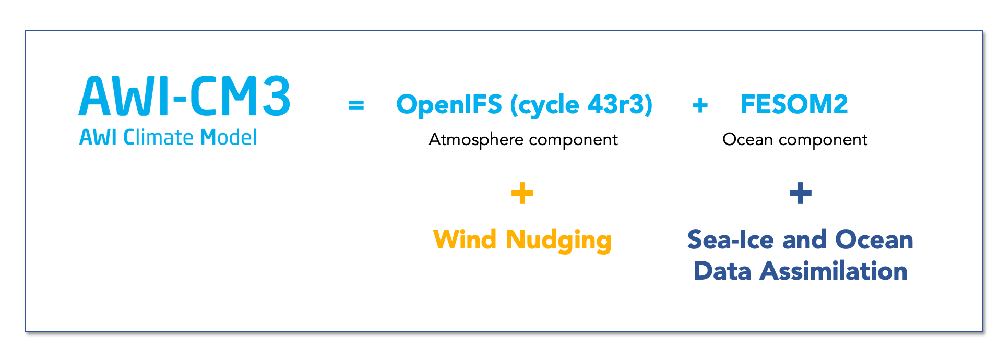 AWI-CM3 = OpenIFS (cycle 43r3) + FESOM2
AWI Climate Model Atmosphere component Ocean component
+ +
Wind Nudging Sea-Ice and Ocean
Data Assimilation